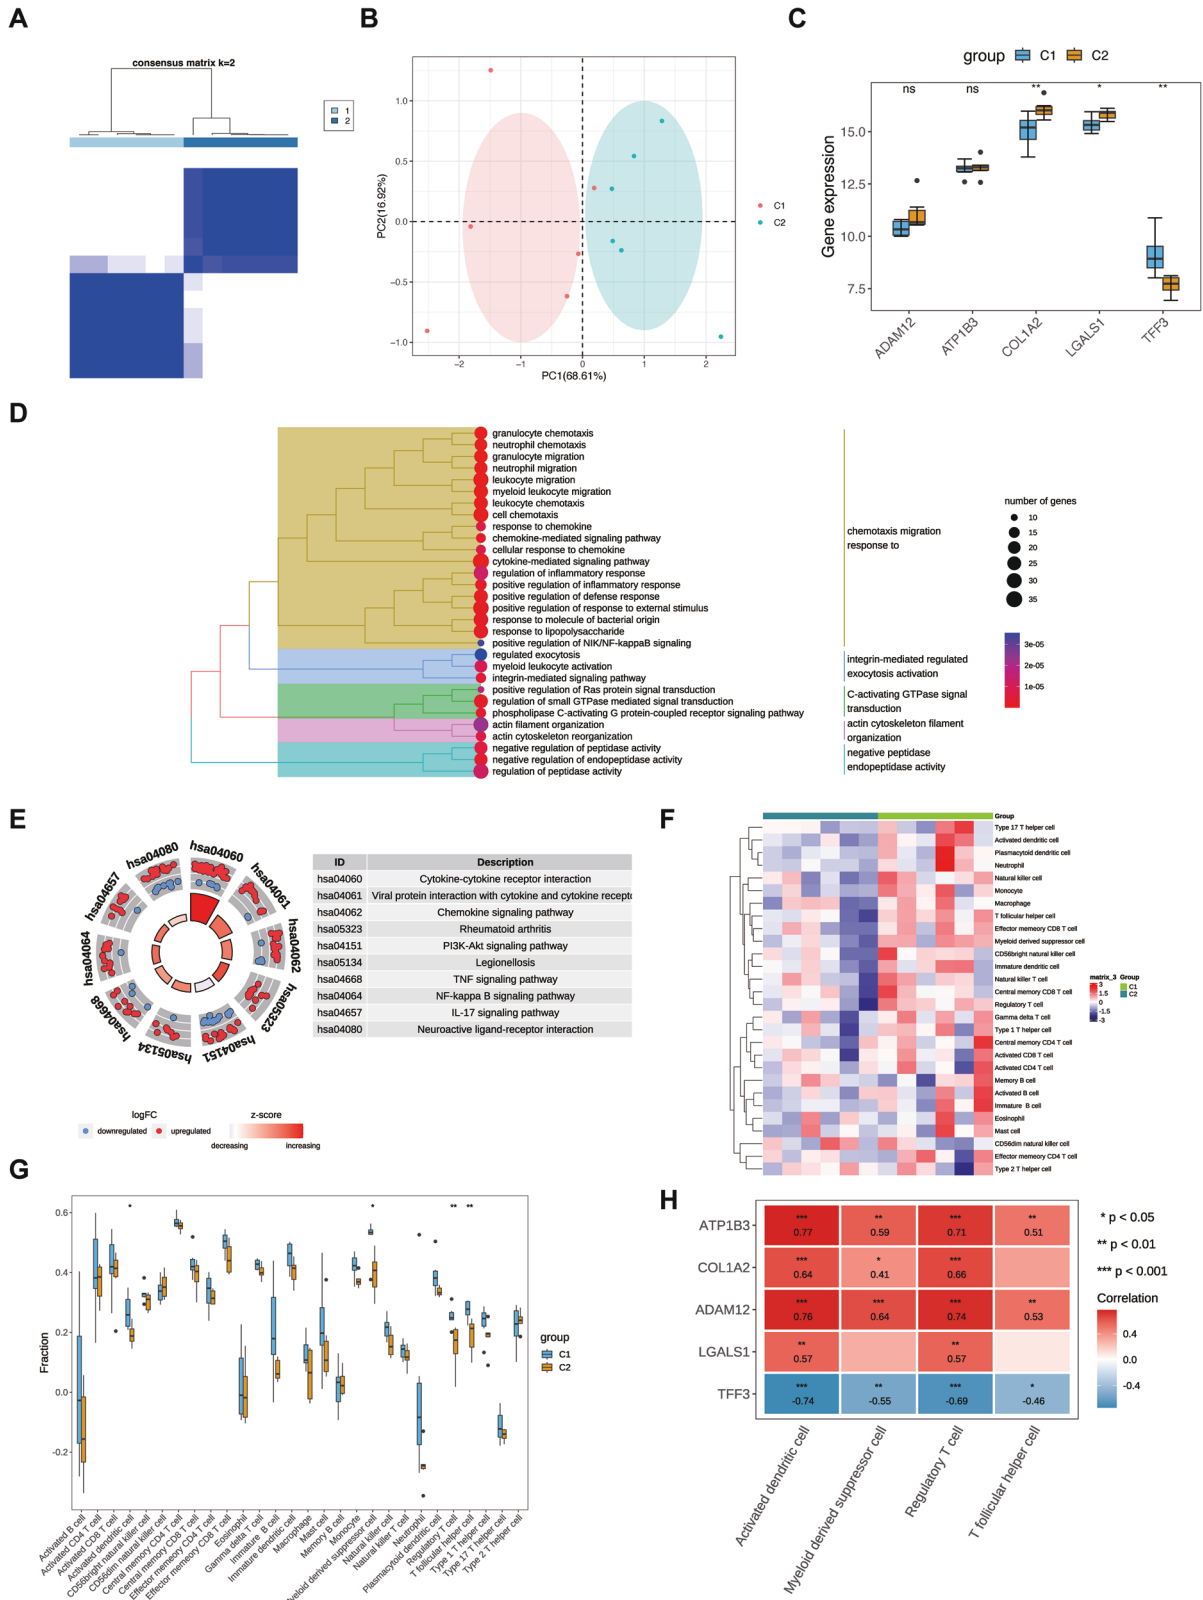 A
consensus matrix k=2
1
2
B
PC2(16.92%)
1.0
0.5
0.0
−0.5
−1.0
−2
−1
0
1
2
PC1(68.61%)
C1
C2
C
group C1 C2
Gene expression
15.0
12.5
10.0
7.5
ns
ns
**
*
**
ADAM12
ATP1B3
COL1A2
LGALS1
TFF3
D
granulocyte chemotaxis
neutrophil chemotaxis
granulocyte migration
neutrophil migration
leukocyte migration
myeloid leukocyte migration
leukocyte chemotaxis
cell chemotaxis
response to chemokine
chemokine-mediated signaling pathway
cellular response to chemokine
cytokine-mediated signaling pathway
regulation of inflammatory response
positive regulation of inflammatory response
positive regulation of defense response
positive regulation of response to external stimulus
response to molecule of bacterial origin
response to lipopolysaccharide
positive regulation of NIK/NF-kappaB signaling
regulated exocytosis
myeloid leukocyte activation
integrin-mediated signaling pathway
positive regulation of Ras protein signal transduction
regulation of small GTPase mediated signal transduction
phospholipase C-activating G protein-coupled receptor signaling pathway
actin filament organization
actin cytoskeleton reorganization
negative regulation of peptidase activity
negative regulation of endopeptidase activity
regulation of peptidase activity
chemotaxis migration
response to
integrin-mediated regulated
exocytosis activation
C-activating GTPase signal
transduction
actin cytoskeleton filament
organization
negative peptidase
endopeptidase activity
number of genes
10
15
20
25
30
35
3e-05
2e-05
1e-05
E
hsa04060
hsa04061
hsa04062
hsa05323
hsa04151
hsa05134
hsa04668
hsa04064
hsa04657
hsa04080
ID Description
hsa04060 Cytokine-cytokine receptor interaction
hsa04061 Viral protein interaction with cytokine and cytokine recepto
hsa04062 Chemokine signaling pathway
hsa05323 Rheumatoid arthritis
hsa04151 PI3K-Akt signaling pathway
hsa05134 Legionellosis
hsa04668 TNF signaling pathway
hsa04064 NF-kappa B signaling pathway
hsa04657 IL-17 signaling pathway
hsa04080 Neuroactive ligand-receptor interaction
logFC
downregulated upregulated
z-score
decreasing increasing
F
Group
Type 17 T helper cell
Activated dendritic cell
Plasmacytoid dendritic cell
Neutrophil
Natural killer cell
Monocyte
Macrophage
T follicular helper cell
Effector memeory CD8 T cell
Myeloid derived suppressor cell
CD56bright natural killer cell
Immature dendritic cell
Natural killer T cell
Central memory CD8 T cell
Regulatory T cell
Gamma delta T cell
Type 1 T helper cell
Central memory CD4 T cell
Activated CD8 T cell
Activated CD4 T cell
Memory B cell
Activated B cell
Immature B cell
Eosinophil
Mast cell
CD56dim natural killer cell
Effector memeory CD4 T cell
Type 2 T helper cell
matrix_3
3
1.5
0
-1.5
-3
Group
C1
C2
G
Fraction
0.6
0.4
0.2
0.0
-0.2
*
*
**
**
group
C1
C2
Activated B cell
Activated CD4 T cell
Activated CD8 T cell
Activated dendritic cell
CD56bright natural killer cell
CD56dim natural killer cell
Central memory CD4 T cell
Central memory CD8 T cell
Effector memeory CD4 T cell
Effector memeory CD8 T cell
Eosinophil
Gamma delta T cell
Immature B cell
Immature dendritic cell
Macrophage
Mast cell
Memory B cell
Monocyte
Myeloid derived suppressor cell
Natural killer cell
Natural killer T cell
Neutrophil
Plasmacytoid dendritic cell
Regulatory T cell
T follicular helper cell
Type 1 T helper cell
Type 17 T helper cell
Type 2 T helper cell
H
ATP1B3
*** ** *** **
0.77 0.59 0.71 0.51
COL1A2
*** * ***
0.64 0.41 0.66
ADAM12
*** *** *** **
0.76 0.64 0.74 0.53
LGALS1
** **
0.57 0.57
TFF3
*** ** *** *
-0.74 -0.55 -0.69 -0.46
Activated dendritic cell
Myeloid derived suppressor cell
Regulatory T cell
T follicular helper cell
* p < 0.05
** p < 0.01
*** p < 0.001
Correlation
0.4
0.0
-0.4